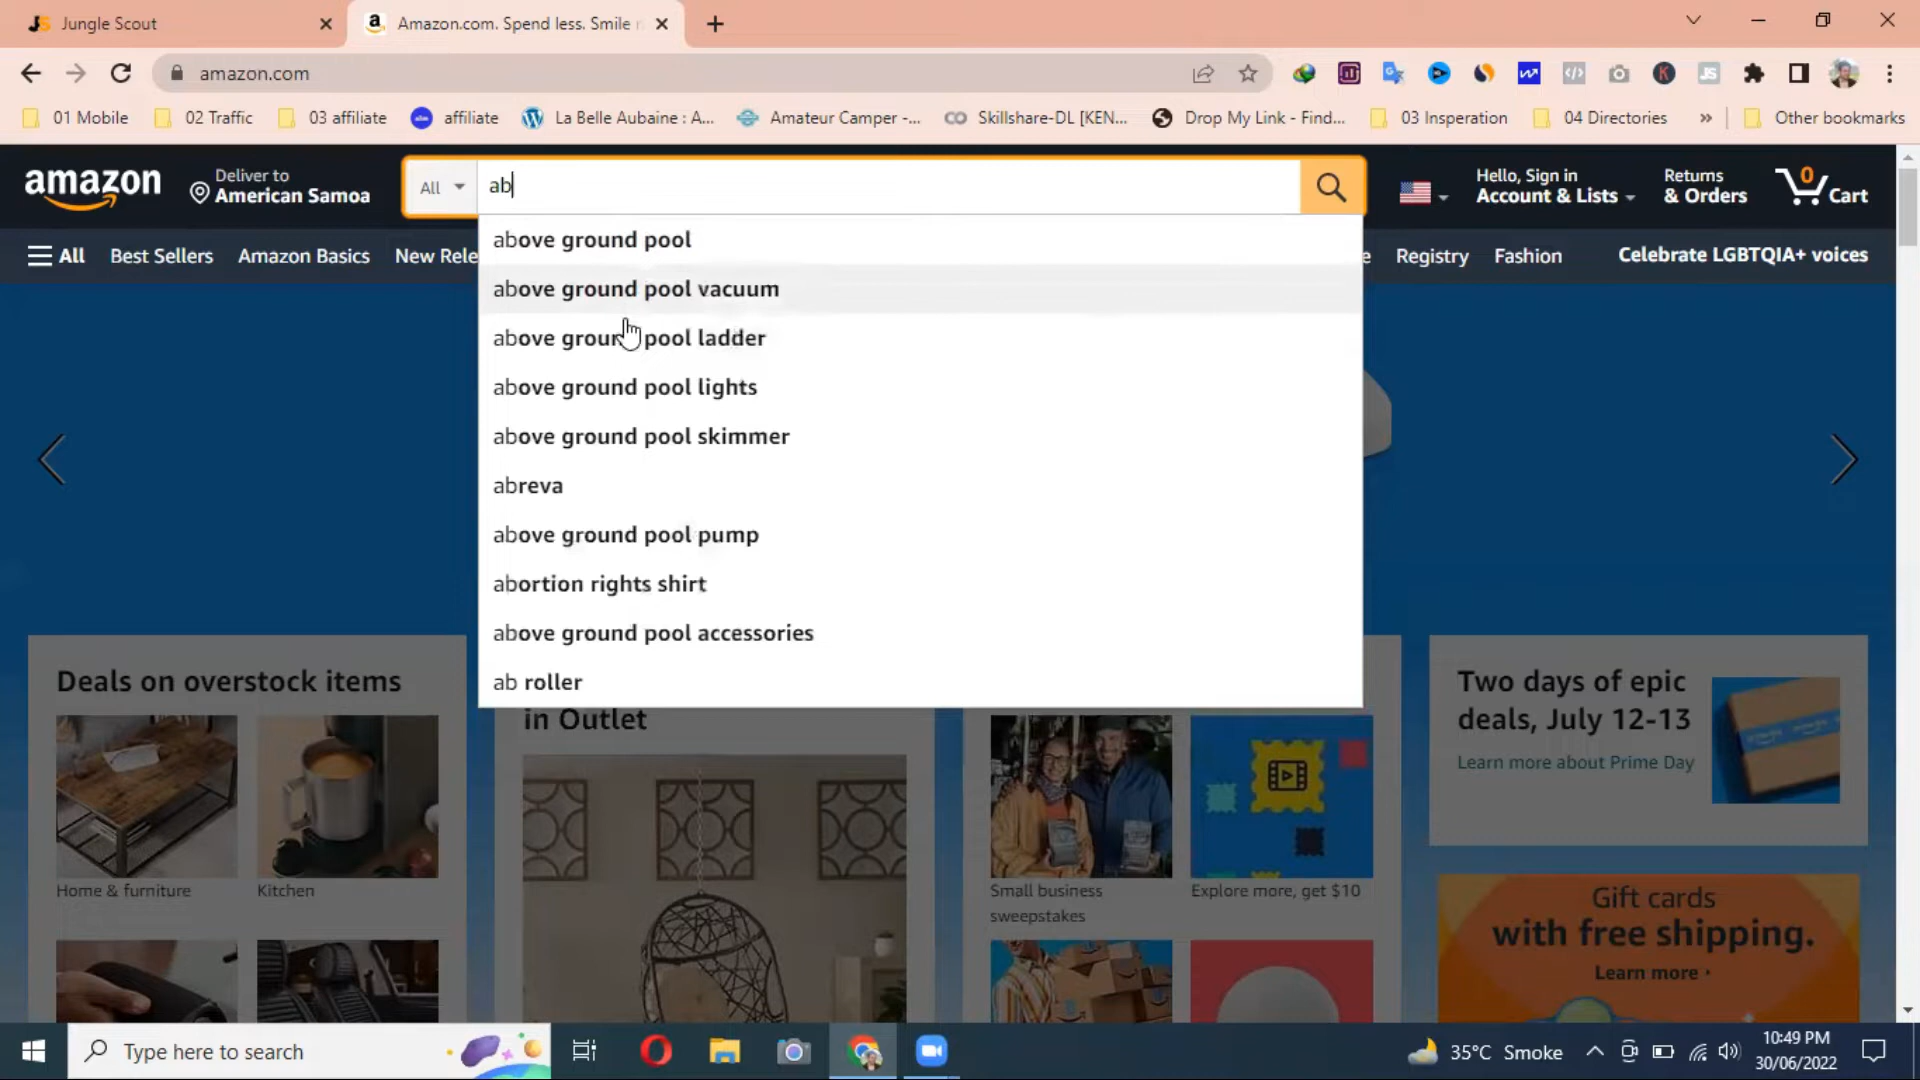 Jungle Scout
Amazon.com. Spend less. Smile
amazon.com
01 Mobile
02 Traffic
03 affiliate
affiliate
La Belle Aubaine : A...
Amateur Camper -...
Skillshare-DL [KEN...
Drop My Link - Find...
03 Insperation
04 Directories
»
Other bookmarks
amazon
Deliver to
American Samoa
All
ab
Hello, Sign in
Account & Lists
Returns
& Orders
0
Cart
All
Best Sellers
Amazon Basics
New Rele
e
Registry
Fashion
Celebrate LGBTQIA+ voices
above ground pool
above ground pool vacuum
above ground pool ladder
above ground pool lights
above ground pool skimmer
abreva
above ground pool pump
abortion rights shirt
above ground pool accessories
ab roller
Deals on overstock items
Home & furniture
Kitchen
in Outlet
Small business
sweepstakes
Explore more, get $10
Two days of epic
deals, July 12-13
Learn more about Prime Day
Gift cards
with free shipping.
Learn more ›
Type here to search
35°C Smoke
10:49 PM
30/06/2022